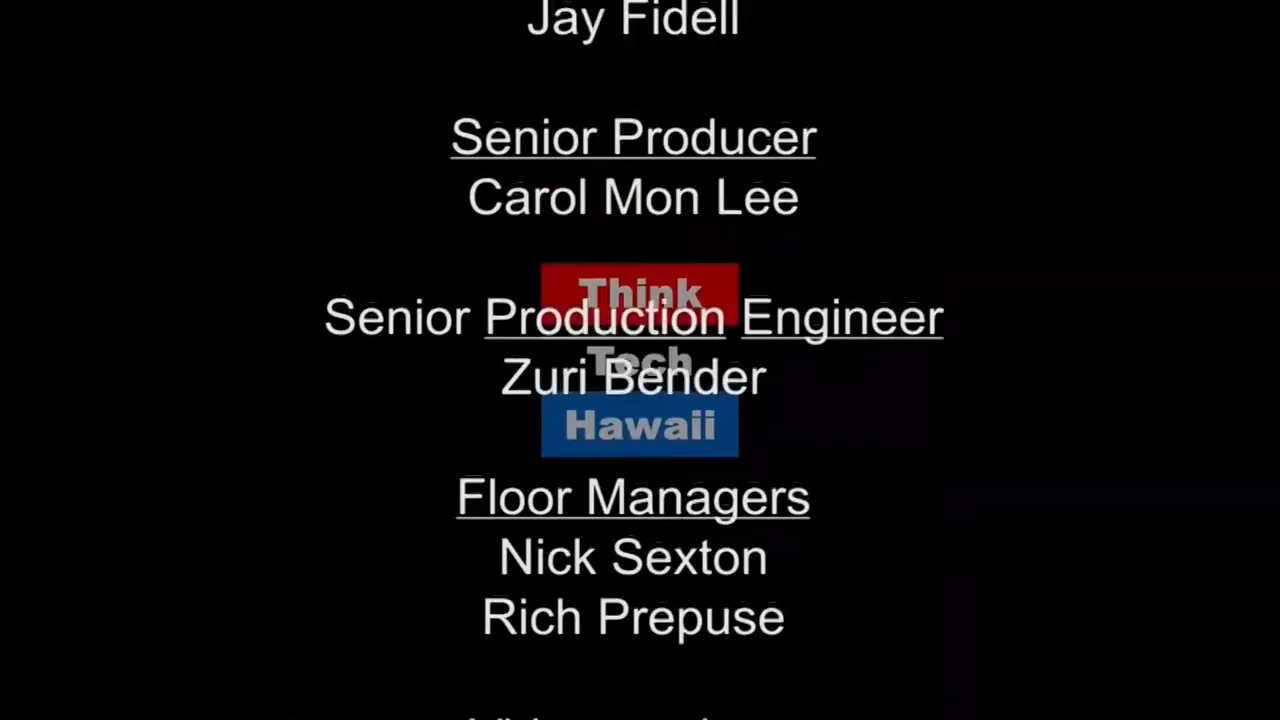 Jay Fidell
Senior Producer
Carol Mon Lee
Think
Senior Production Engineer
Tech
Zuri Bender
Hawaii
Floor Managers
Nick Sexton
Rich Prepuse